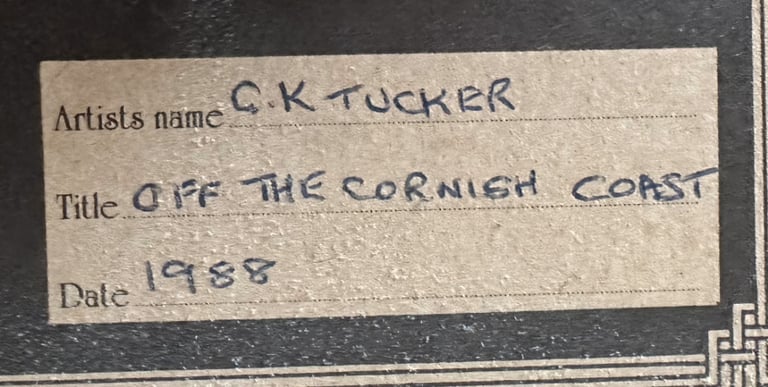 Artists name C.K TUCKER
Title OFF THE CORNISH COAST
Date 1988